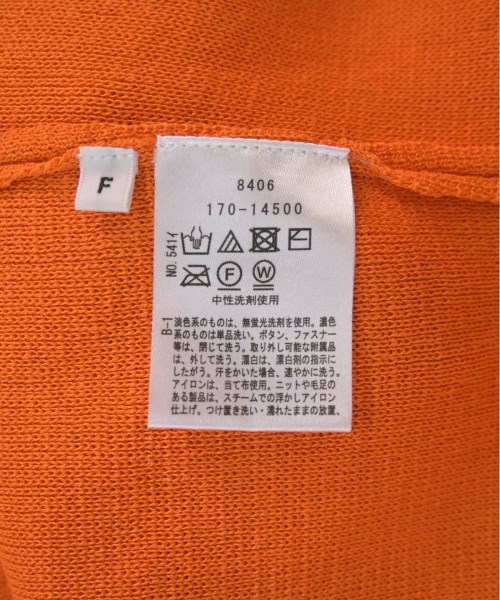 F
8406
170-14500
NO. 541イ
F
W
中性洗剤使用
B-1
淡色系のものは、無蛍光洗剤を使用。濃色
系のものは単品洗い。ボタン、ファスナー
等は、閉じて洗う。取り外し可能な附属品
は、外して洗う。漂白は、漂白剤の指示に
したがう。汗をかいた場合、速やかに洗う。
アイロンは、当て布使用。ニットや毛足の
ある製品は、スチームでの浮かしアイロン
仕上げ。つけ置き洗い・濡れたままの放置、